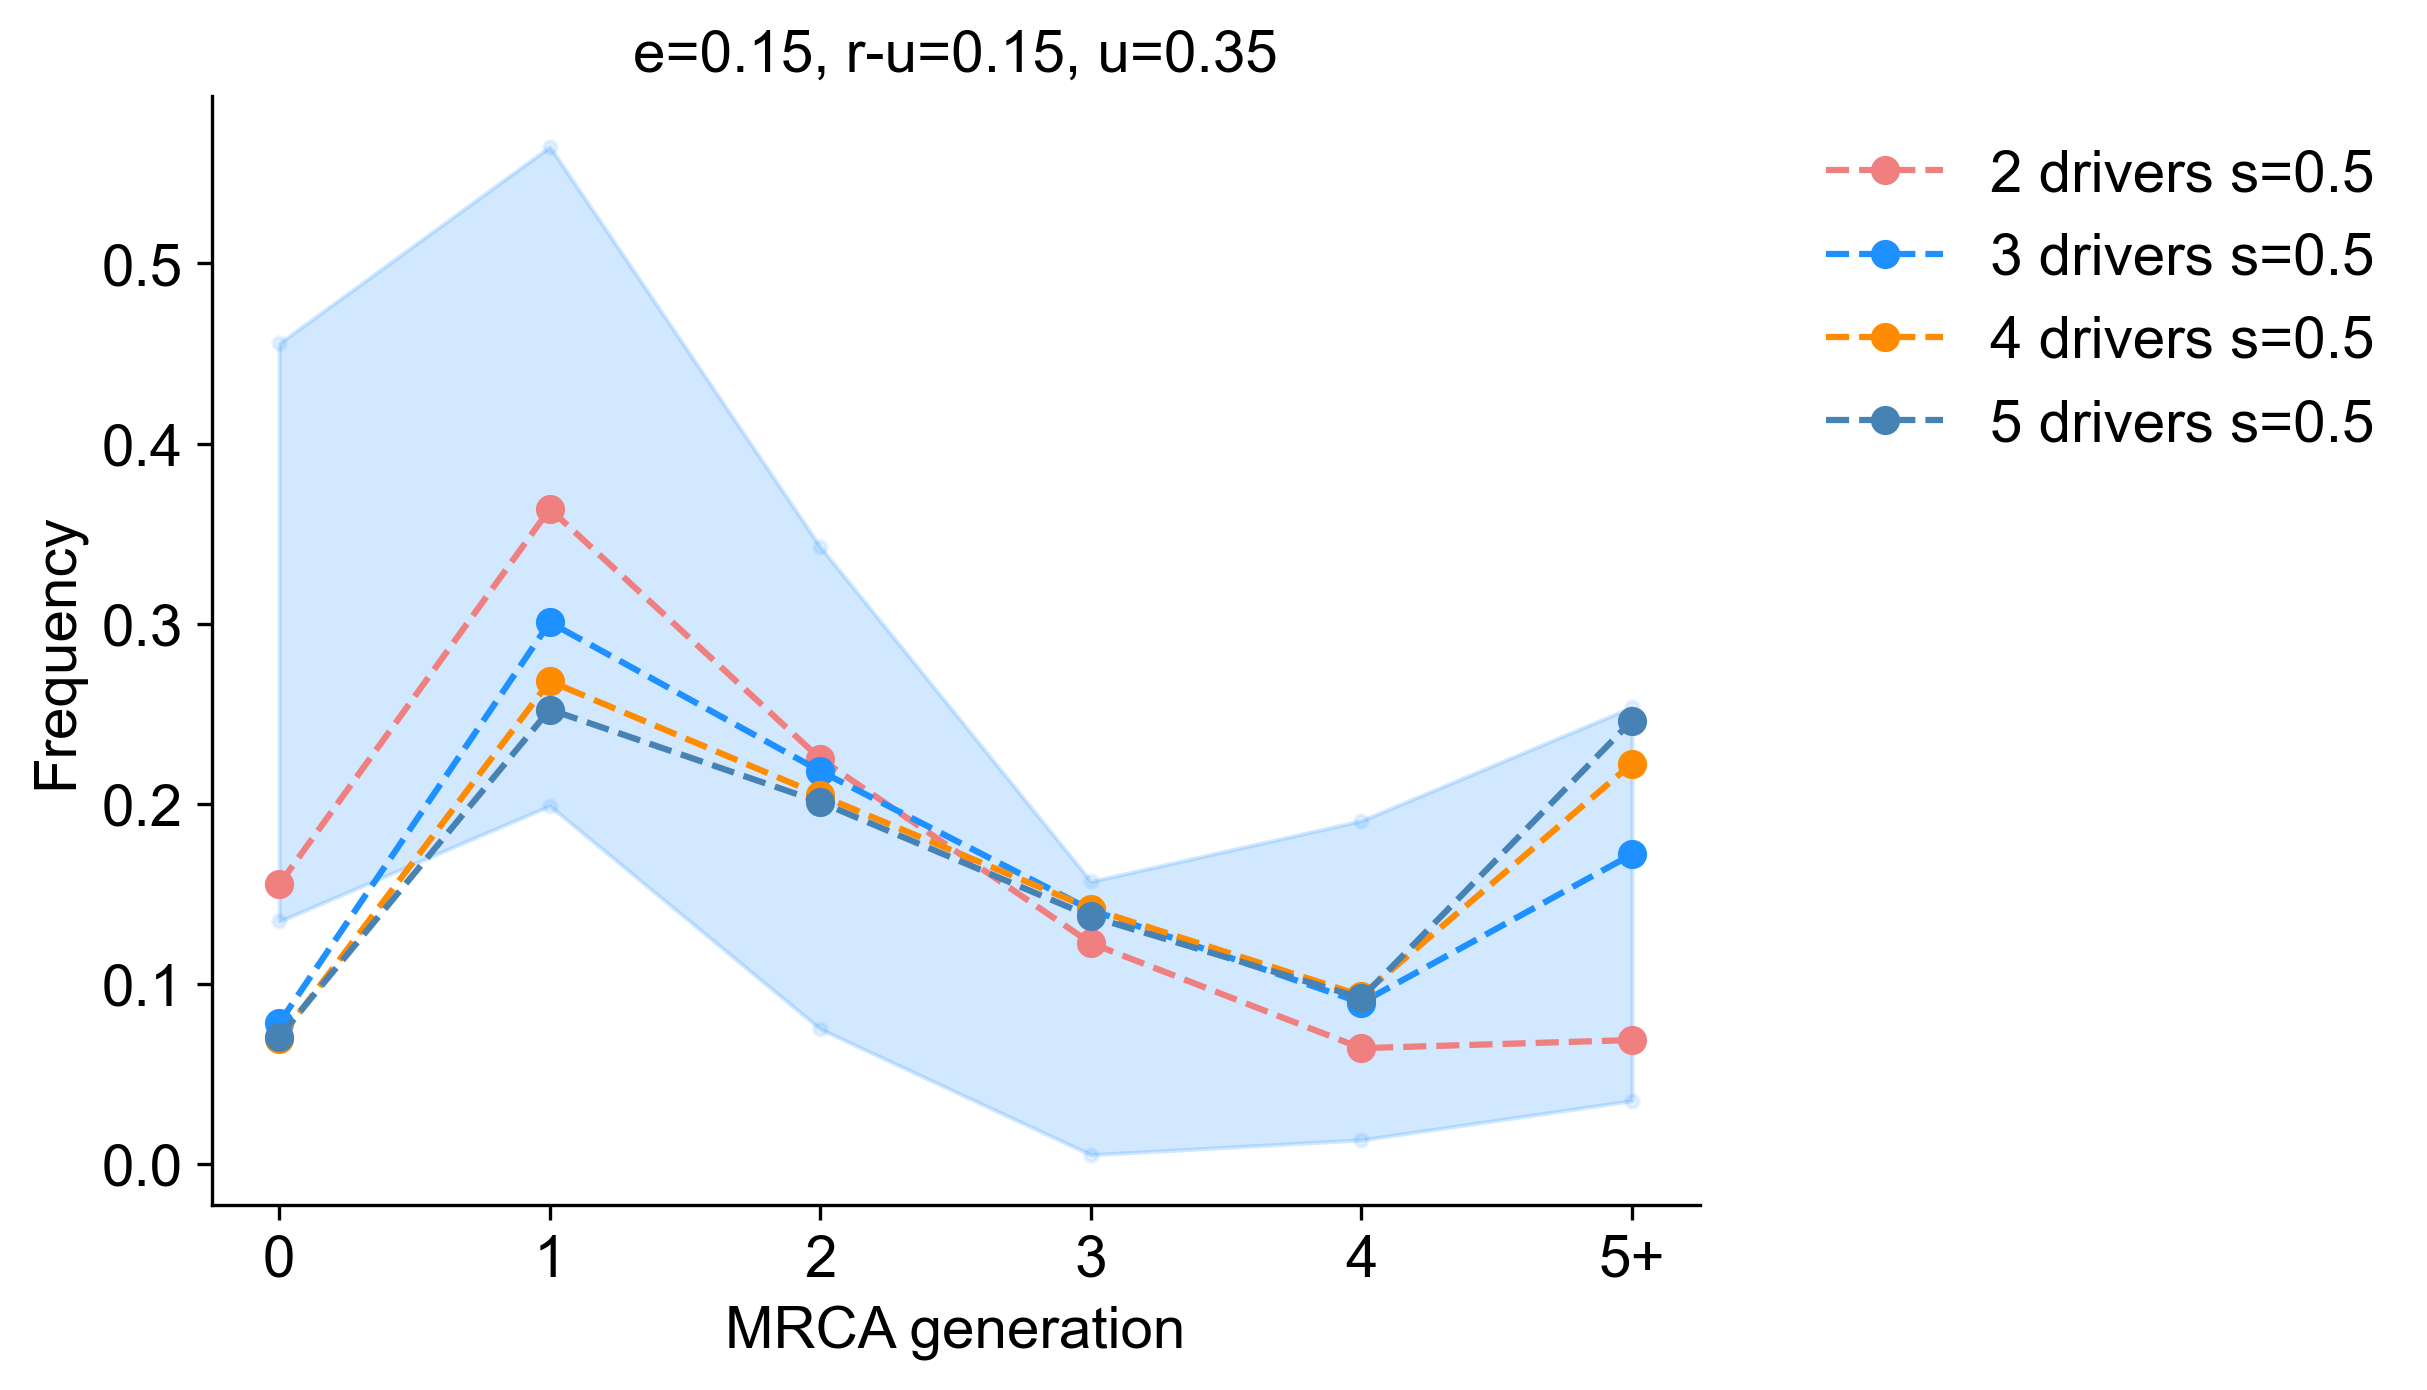 e=0.15, r-u=0.15, u=0.35
Frequency
0.5
0.4
0.3
0.2
0.1
0.0
0 1 2 3 4 5+
MRCA generation
2 drivers s=0.5
3 drivers s=0.5
4 drivers s=0.5
5 drivers s=0.5